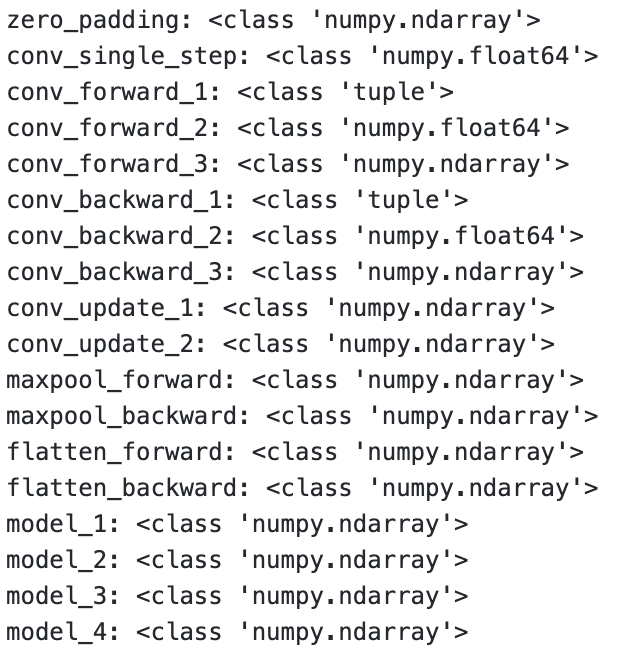 zero_padding: <class 'numpy.ndarray'>
conv_single_step: <class 'numpy.float64'>
conv_forward_1: <class 'tuple'>
conv_forward_2: <class 'numpy.float64'>
conv_forward_3: <class 'numpy.ndarray'>
conv_backward_1: <class 'tuple'>
conv_backward_2: <class 'numpy.float64'>
conv_backward_3: <class 'numpy.ndarray'>
conv_update_1: <class 'numpy.ndarray'>
conv_update_2: <class 'numpy.ndarray'>
maxpool_forward: <class 'numpy.ndarray'>
maxpool_backward: <class 'numpy.ndarray'>
flatten_forward: <class 'numpy.ndarray'>
flatten_backward: <class 'numpy.ndarray'>
model_1: <class 'numpy.ndarray'>
model_2: <class 'numpy.ndarray'>
model_3: <class 'numpy.ndarray'>
model_4: <class 'numpy.ndarray'>